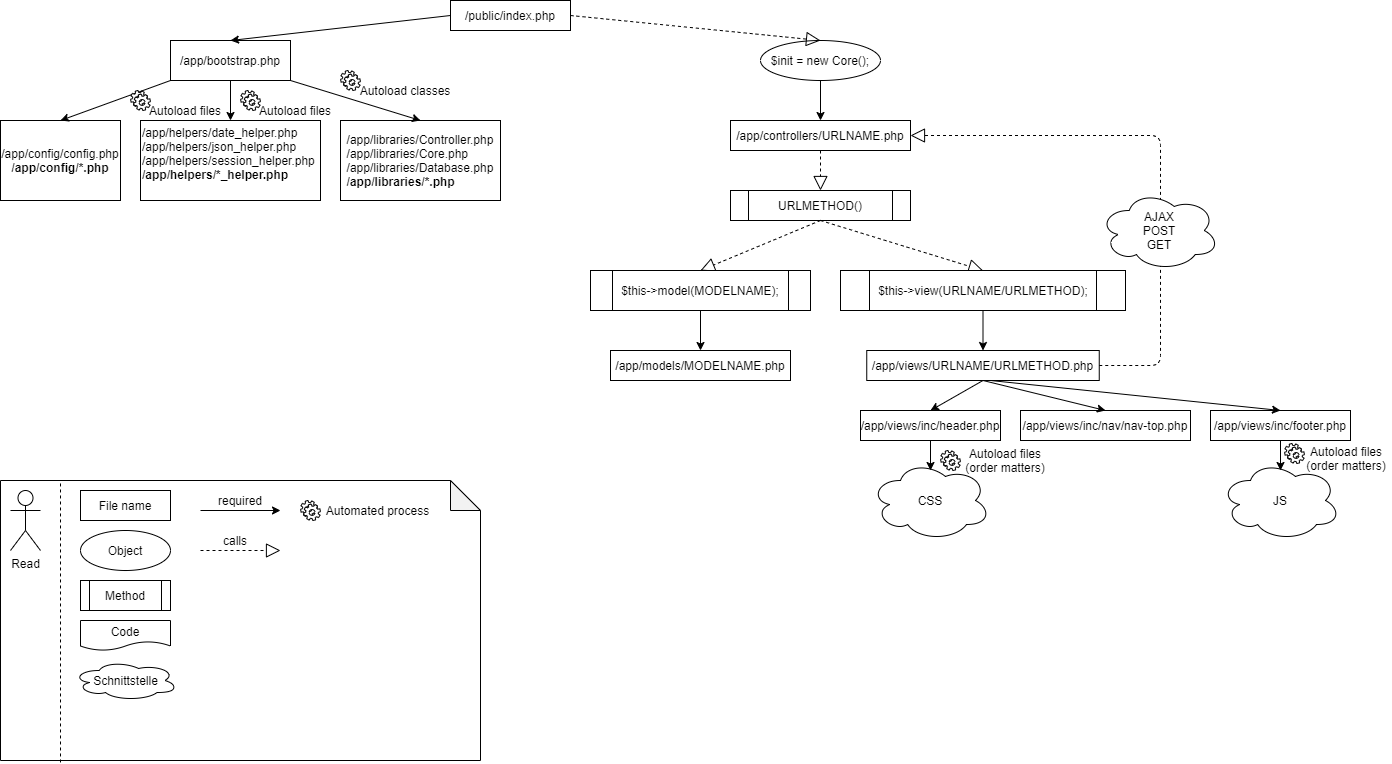 /public/index.php
/app/bootstrap.php
$init = new Core();
Autoload files
Autoload files
Autoload classes
/app/config/config.php
/app/config/*.php
/app/helpers/date_helper.php
/app/helpers/json_helper.php
/app/helpers/session_helper.php
/app/helpers/*_helper.php
/app/libraries/Controller.php
/app/libraries/Core.php
/app/libraries/Database.php
/app/libraries/*.php
/app/controllers/URLNAME.php
URLMETHOD()
AJAX
POST
GET
$this->model(MODELNAME);
$this->view(URLNAME/URLMETHOD);
/app/models/MODELNAME.php
/app/views/URLNAME/URLMETHOD.php
/app/views/inc/header.php
/app/views/inc/nav/nav-top.php
/app/views/inc/footer.php
Autoload files
(order matters)
Autoload files
(order matters)
CSS
JS
Read
File name
required
Automated process
Object
calls
Method
Code
Schnittstelle